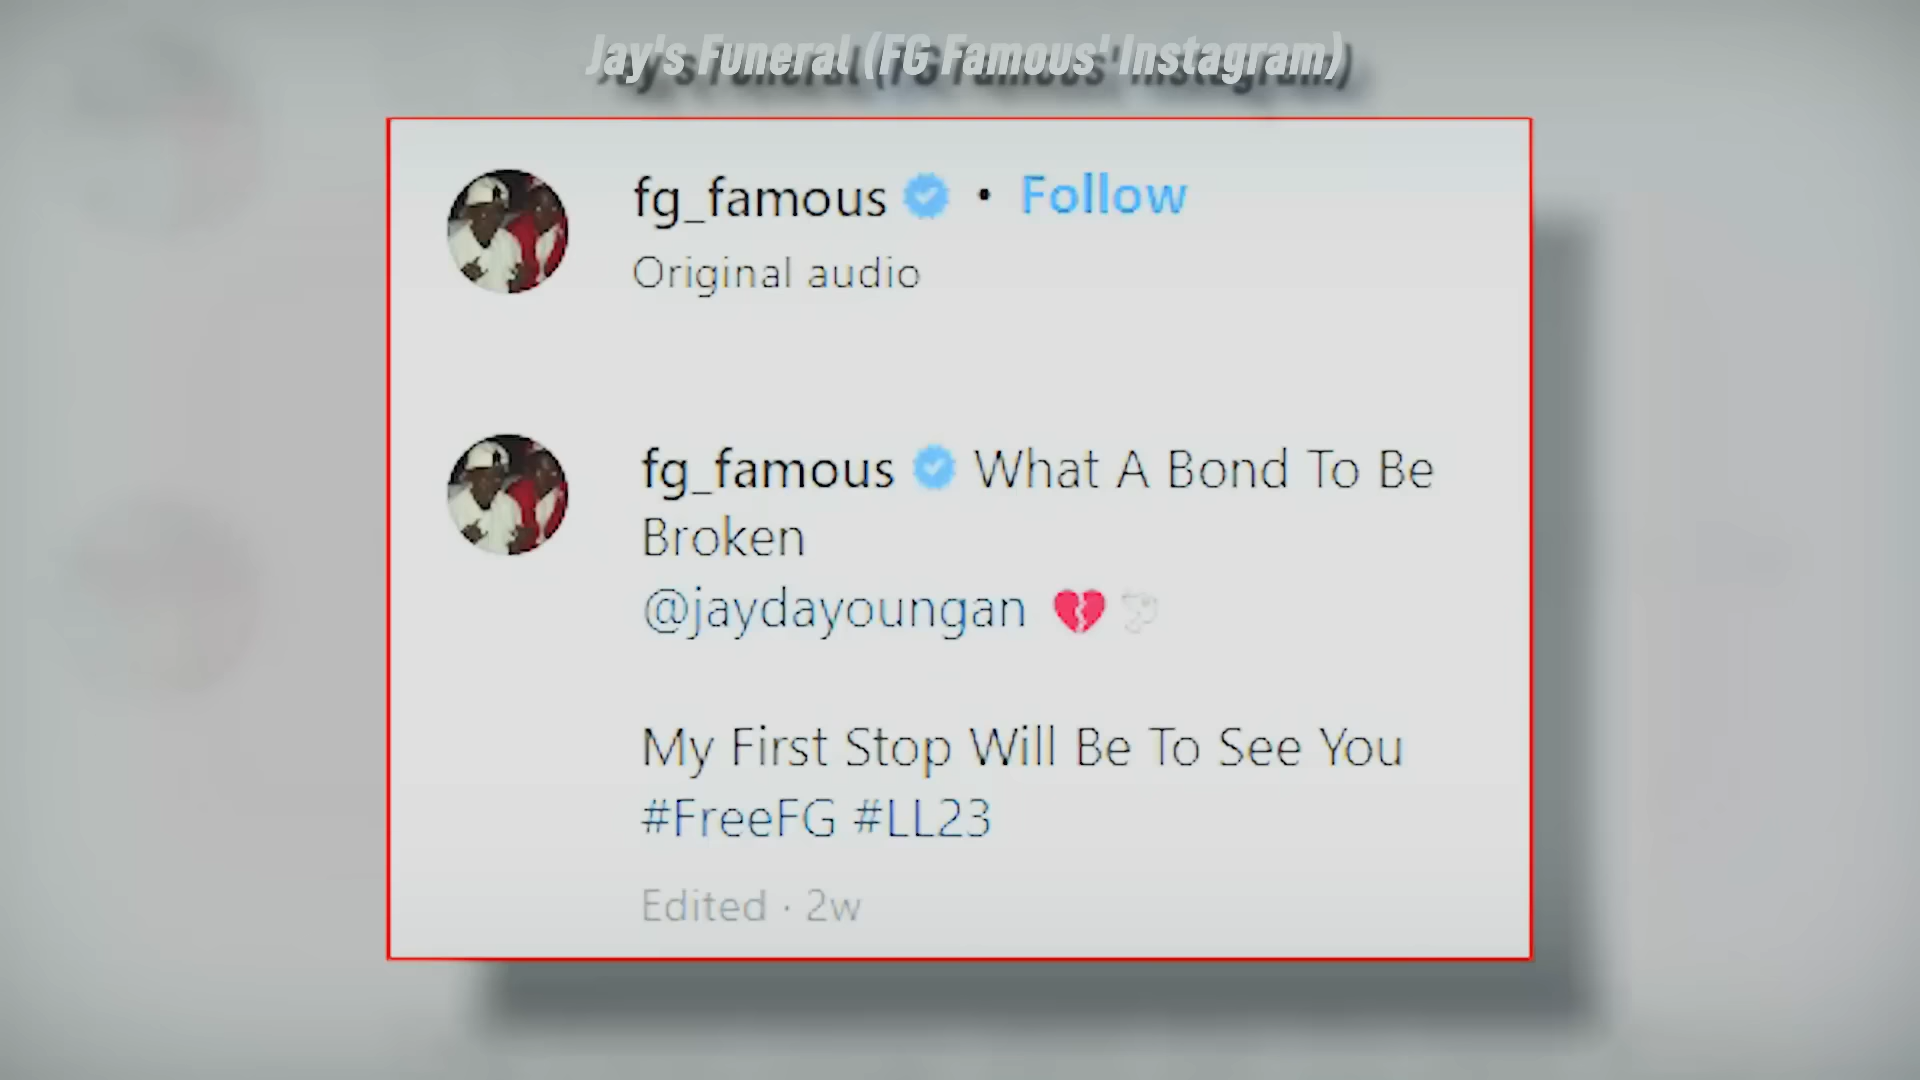 Jay's Funeral (FG Famous' Instagram)
fg_famous • Follow
Original audio
fg_famous What A Bond To Be
Broken
@jaydayoungan 💔🕊
My First Stop Will Be To See You
#FreeFG #LL23
Edited · 2w